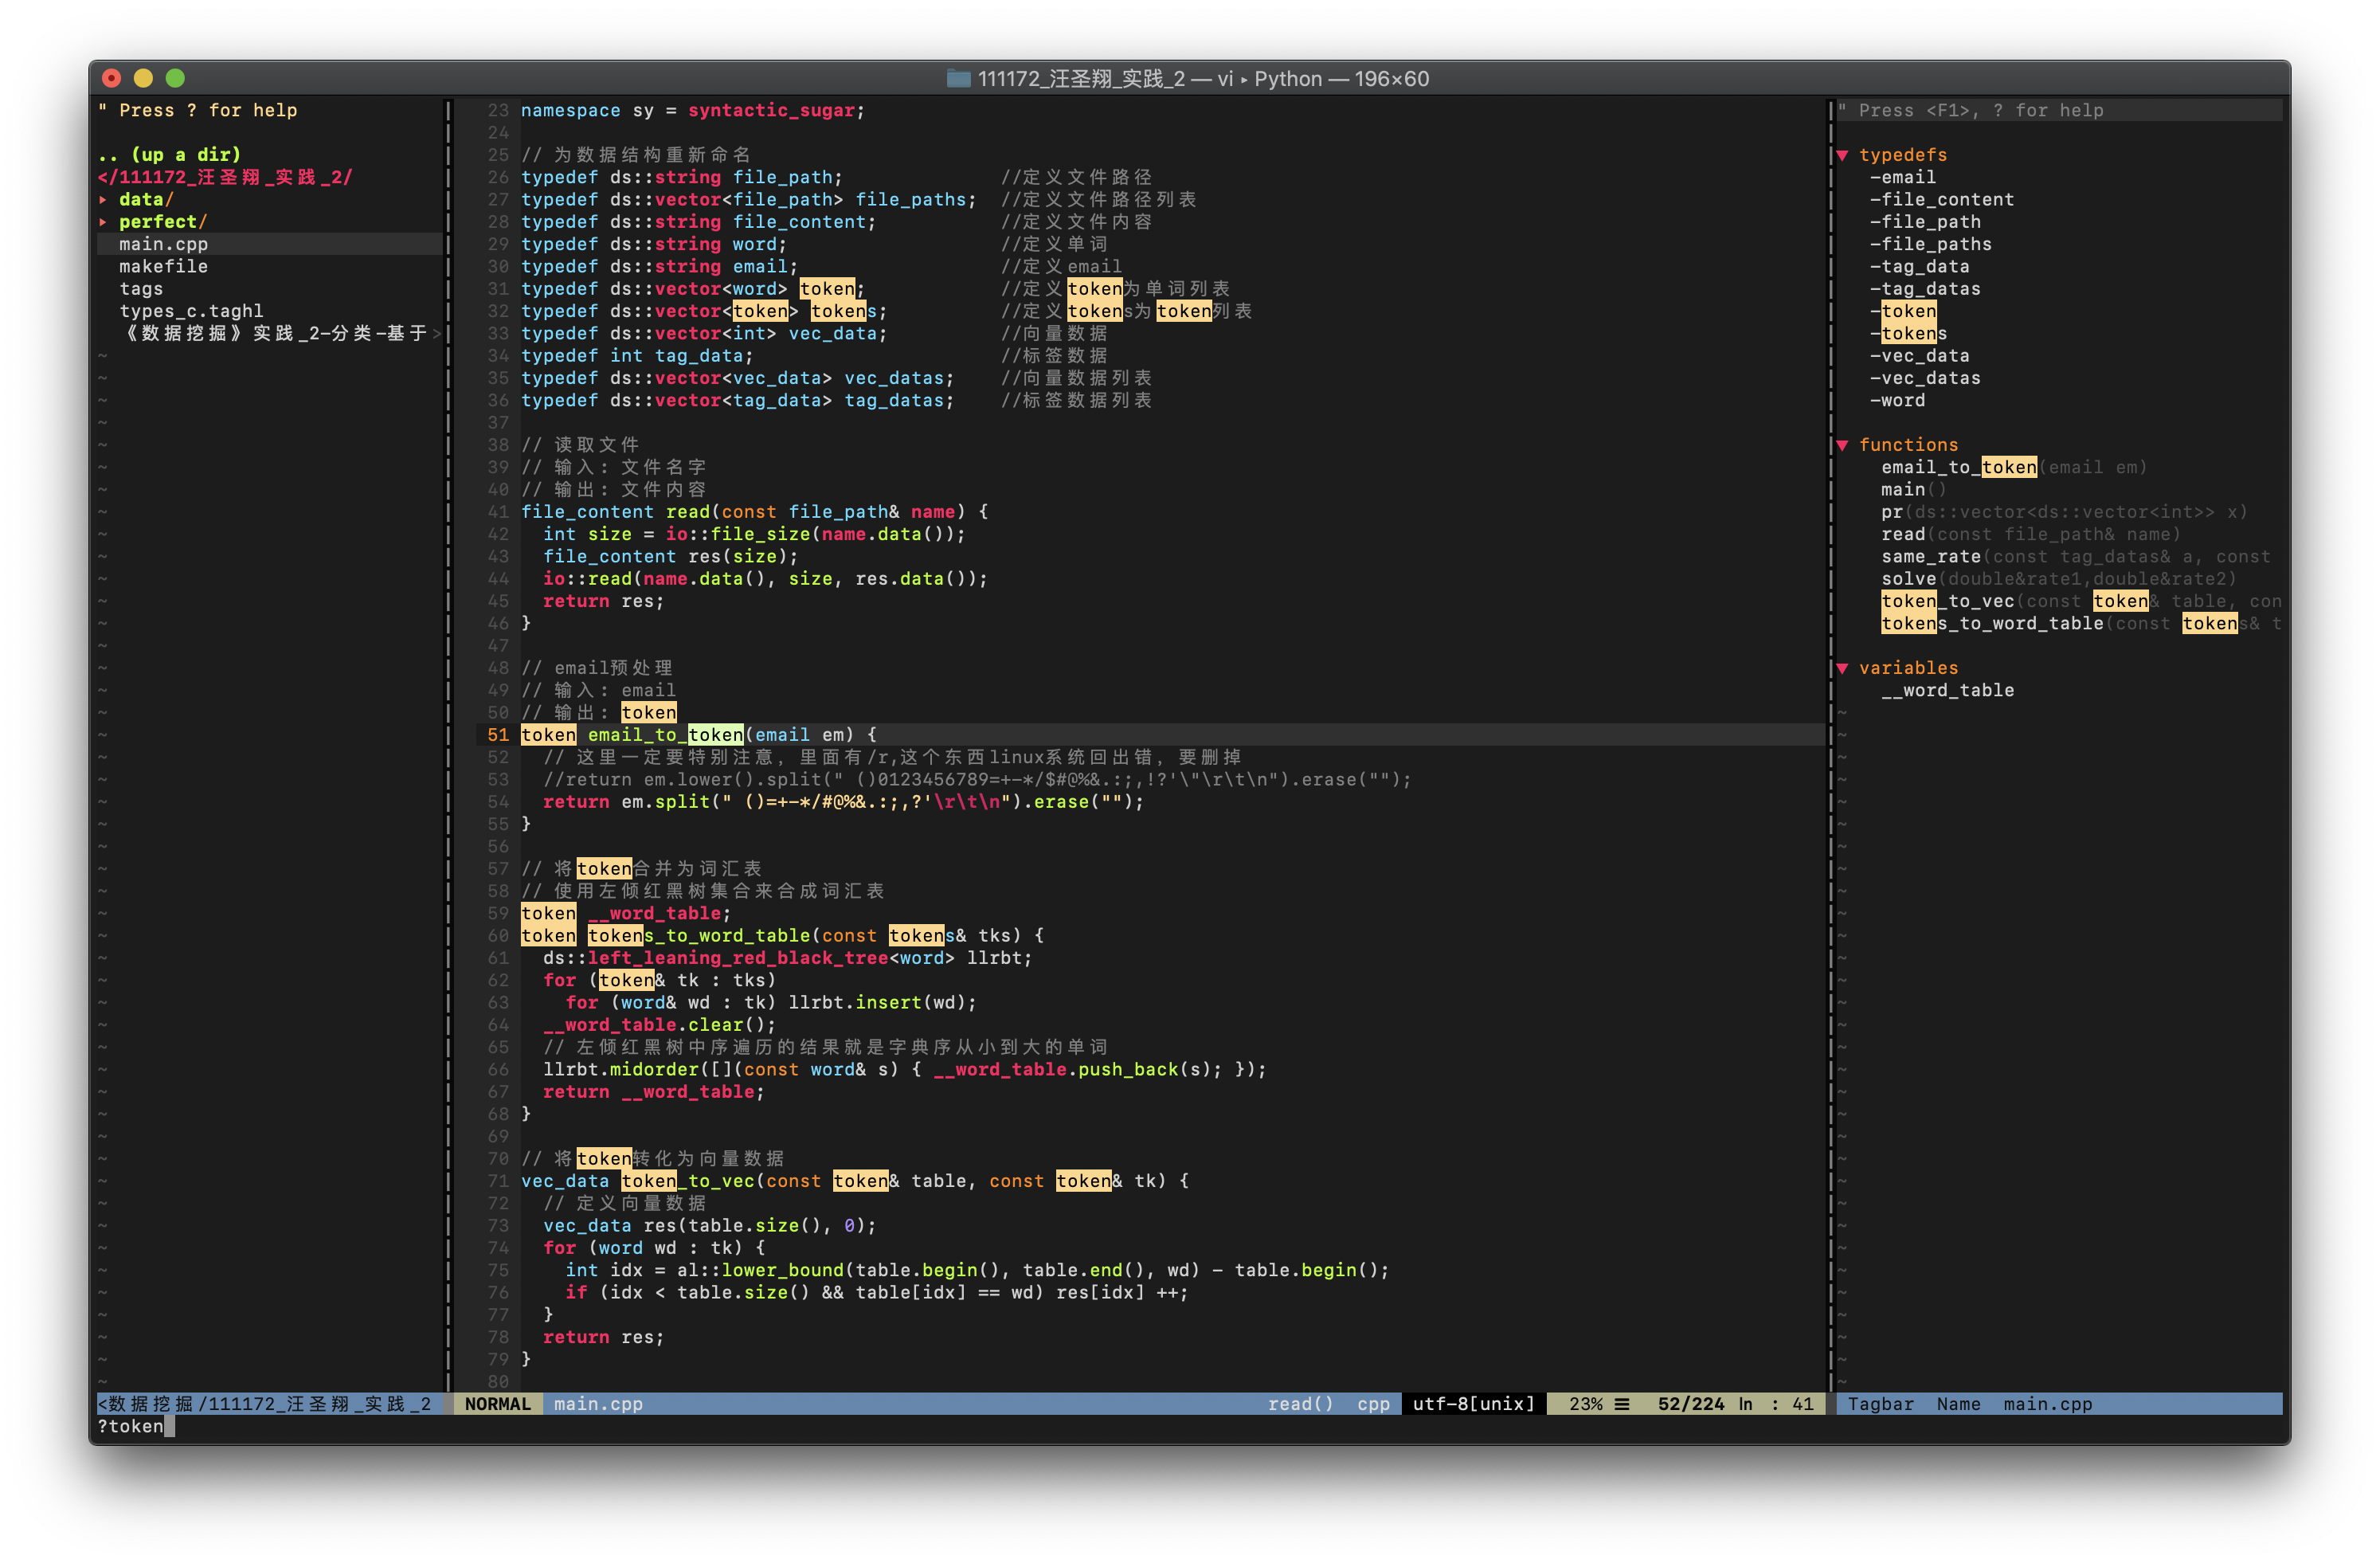 111172_汪圣翔_实践_2 — vi ▸ Python — 196×60
" Press ? for help
.. (up a dir)
</111172_汪圣翔_实践_2/
▸ data/
▸ perfect/
main.cpp
makefile
tags
types_c.taghl
《数据挖掘》实践_2-分类-基于>
23 namespace sy = syntactic_sugar;
24
25 // 为数据结构重新命名
26 typedef ds::string file_path; //定义文件路径
27 typedef ds::vector<file_path> file_paths; //定义文件路径列表
28 typedef ds::string file_content; //定义文件内容
29 typedef ds::string word; //定义单词
30 typedef ds::string email; //定义email
31 typedef ds::vector<word> token; //定义token为单词列表
32 typedef ds::vector<token> tokens; //定义tokens为token列表
33 typedef ds::vector<int> vec_data; //向量数据
34 typedef int tag_data; //标签数据
35 typedef ds::vector<vec_data> vec_datas; //向量数据列表
36 typedef ds::vector<tag_data> tag_datas; //标签数据列表
37
38 // 读取文件
39 // 输入: 文件名字
40 // 输出: 文件内容
41 file_content read(const file_path& name) {
42   int size = io::file_size(name.data());
43   file_content res(size);
44   io::read(name.data(), size, res.data());
45   return res;
46 }
47
48 // email预处理
49 // 输入: email
50 // 输出: token
51 token email_to_token(email em) {
52   // 这里一定要特别注意, 里面有/r,这个东西linux系统回出错, 要删掉
53   //return em.lower().split(" ()0123456789=+-*/$#@%&.:;,!?'\"\r\t\n").erase("");
54   return em.split(" ()=+-*/#@%&.:;,?'\r\t\n").erase("");
55 }
56
57 // 将token合并为词汇表
58 // 使用左倾红黑树集合来合成词汇表
59 token __word_table;
60 token tokens_to_word_table(const tokens& tks) {
61   ds::left_leaning_red_black_tree<word> llrbt;
62   for (token& tk : tks)
63     for (word& wd : tk) llrbt.insert(wd);
64   __word_table.clear();
65   // 左倾红黑树中序遍历的结果就是字典序从小到大的单词
66   llrbt.midorder([](const word& s) { __word_table.push_back(s); });
67   return __word_table;
68 }
69
70 // 将token转化为向量数据
71 vec_data token_to_vec(const token& table, const token& tk) {
72   // 定义向量数据
73   vec_data res(table.size(), 0);
74   for (word wd : tk) {
75     int idx = al::lower_bound(table.begin(), table.end(), wd) - table.begin();
76     if (idx < table.size() && table[idx] == wd) res[idx] ++;
77   }
78   return res;
79 }
80
" Press <F1>, ? for help
▼ typedefs
-email
-file_content
-file_path
-file_paths
-tag_data
-tag_datas
-token
-tokens
-vec_data
-vec_datas
-word
▼ functions
email_to_token(email em)
main()
pr(ds::vector<ds::vector<int>> x)
read(const file_path& name)
same_rate(const tag_datas& a, const
solve(double&rate1,double&rate2)
token_to_vec(const token& table, con
tokens_to_word_table(const tokens& t
▼ variables
__word_table
<数据挖掘/111172_汪圣翔_实践_2 NORMAL main.cpp read() cpp utf-8[unix] 23% ☰ 52/224 ln : 41 Tagbar Name main.cpp
?token